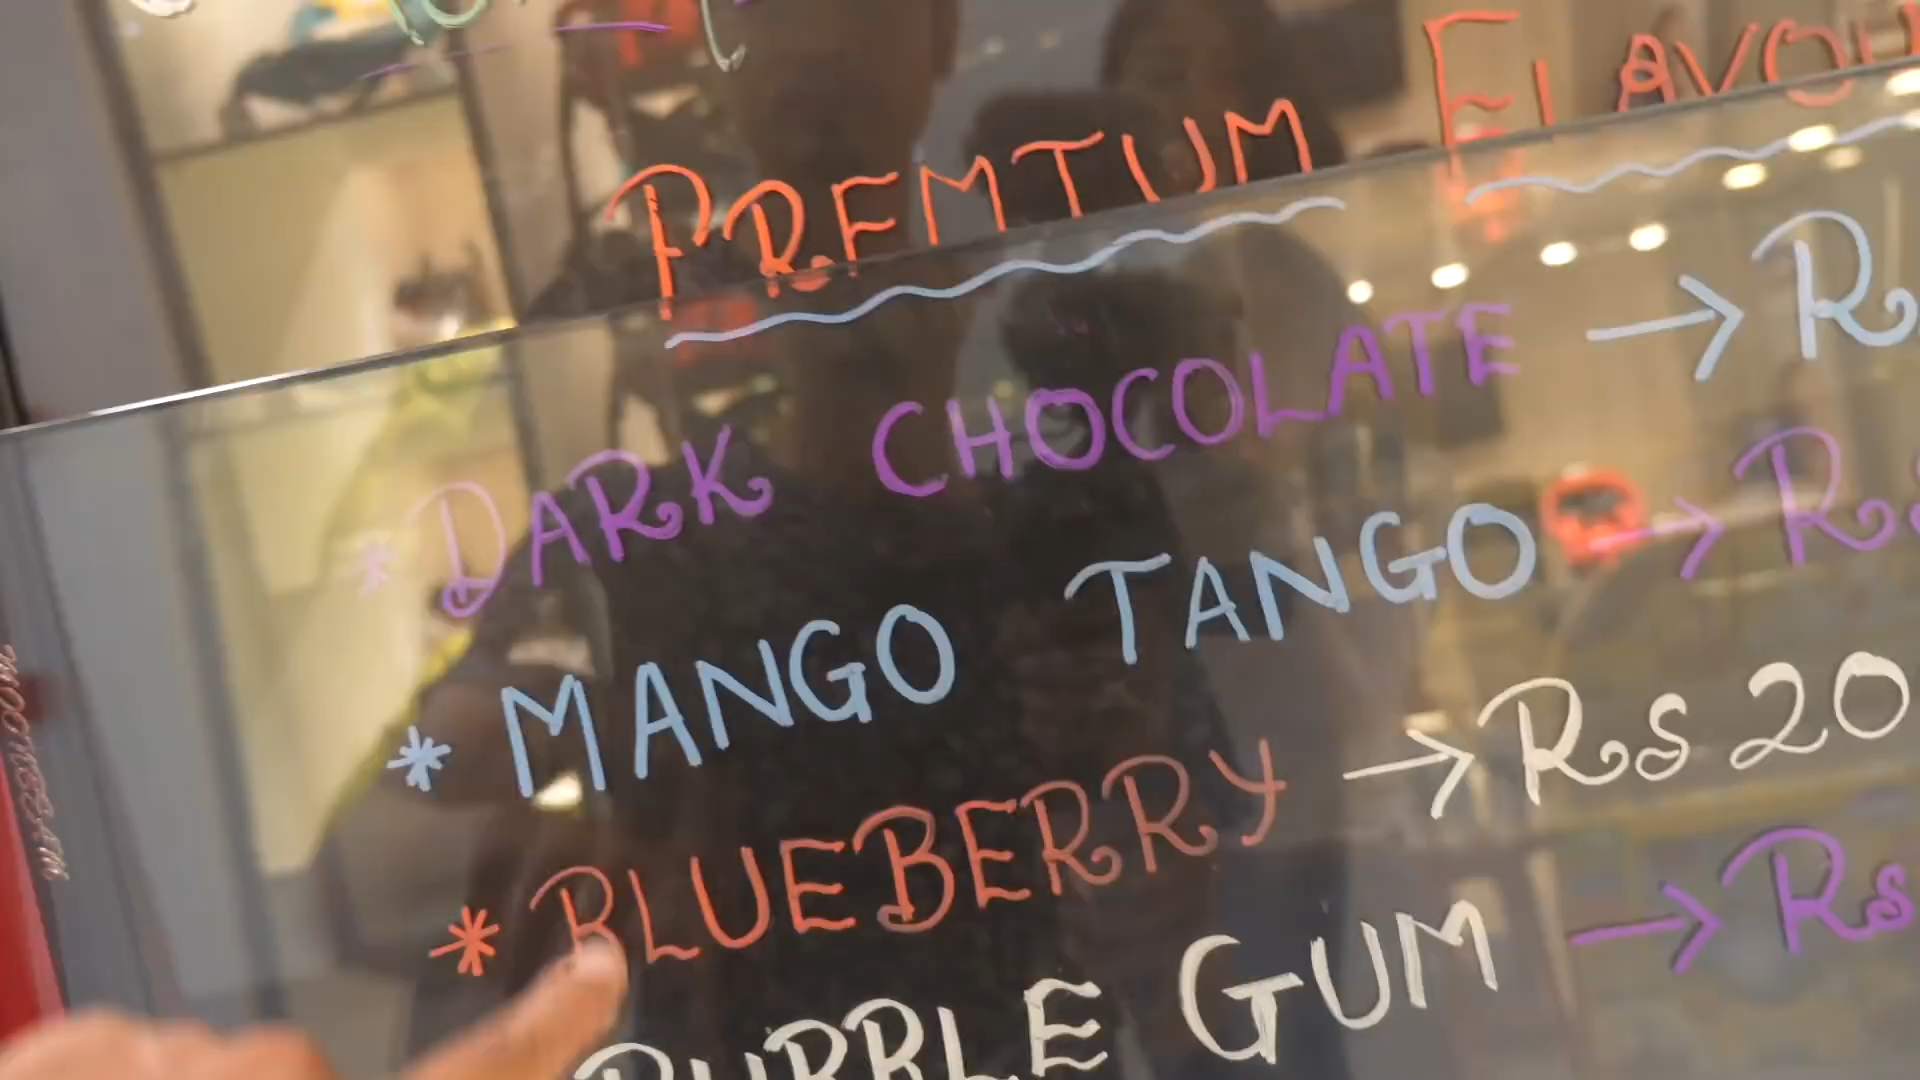 PREMIUM FLAVOU
* DARK CHOCOLATE → R
* MANGO TANGO → Rs
* BLUEBERRY → Rs 20
BUBBLE GUM → Rs